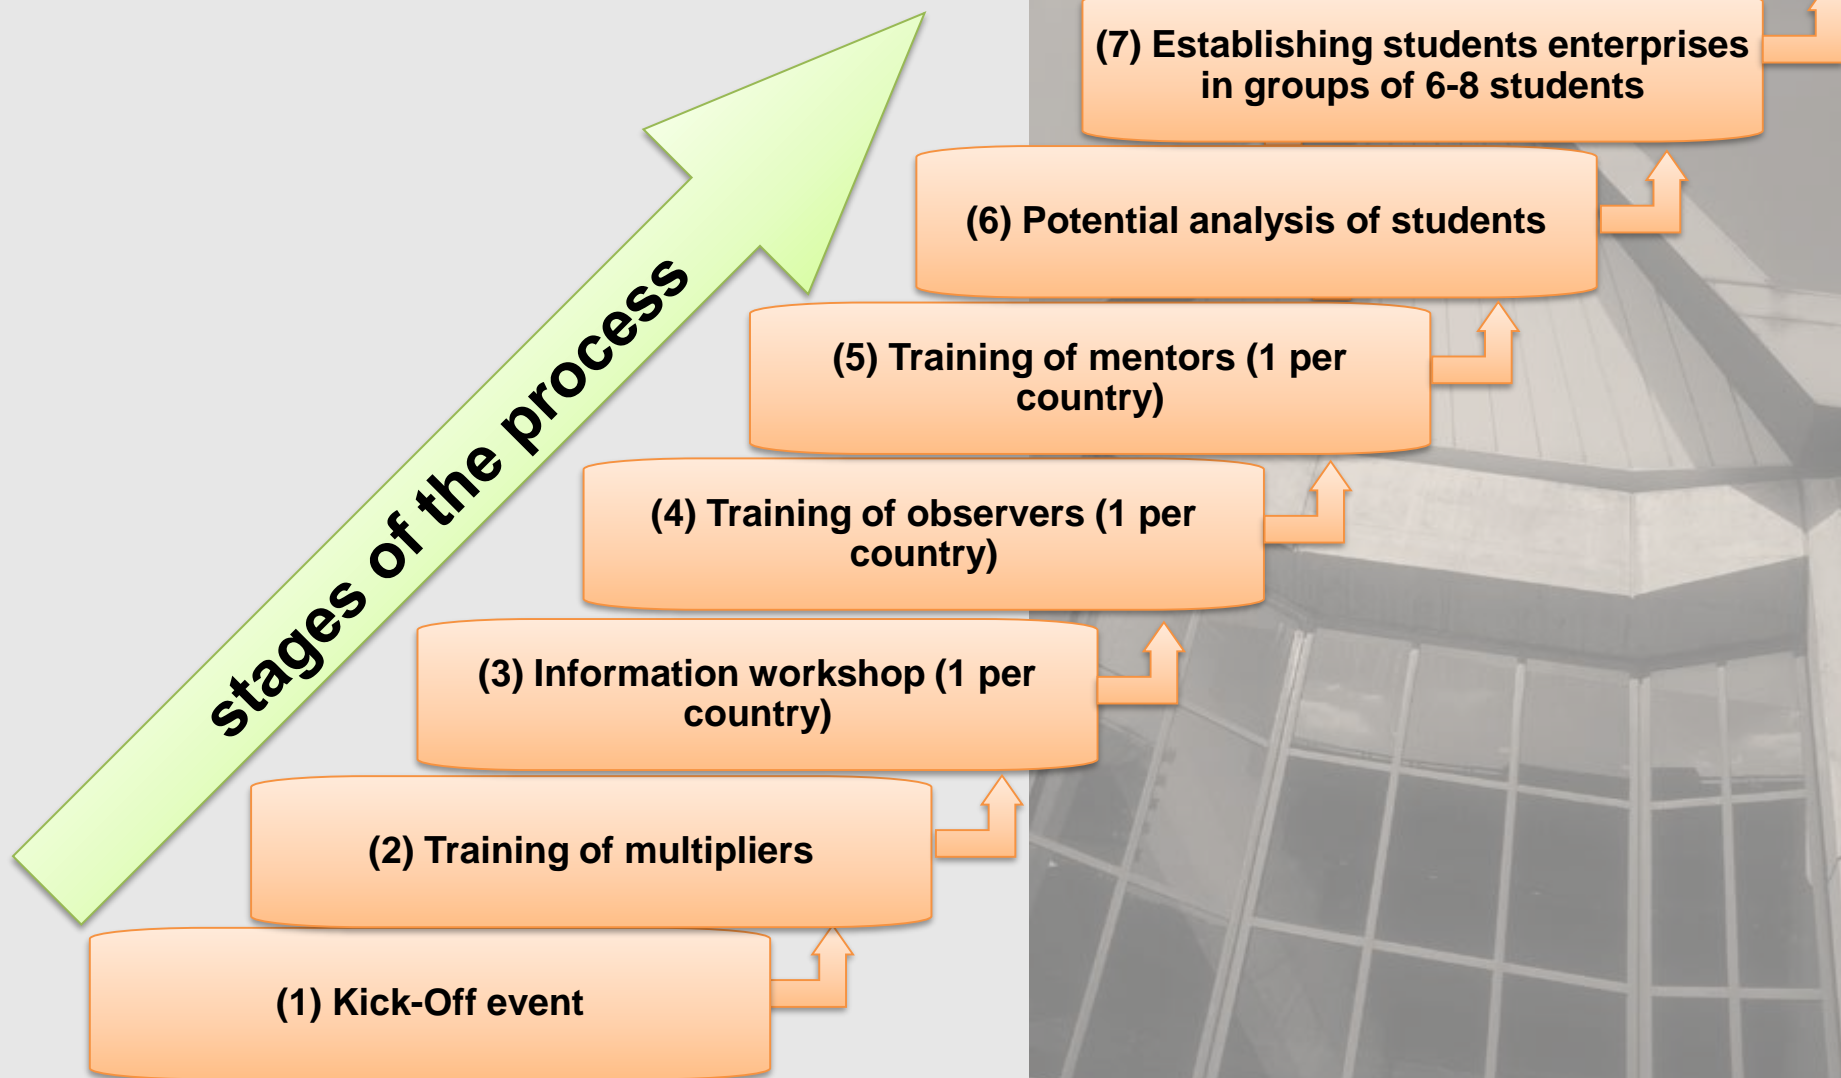 (7) Establishing students enterprises
in groups of 6-8 students
(6) Potential analysis of students
(5) Training of mentors (1 per
country)
(4) Training of observers (1 per
country)
(3) Information workshop (1 per
country)
(2) Training of multipliers
(1) Kick-Off event
stages of the process